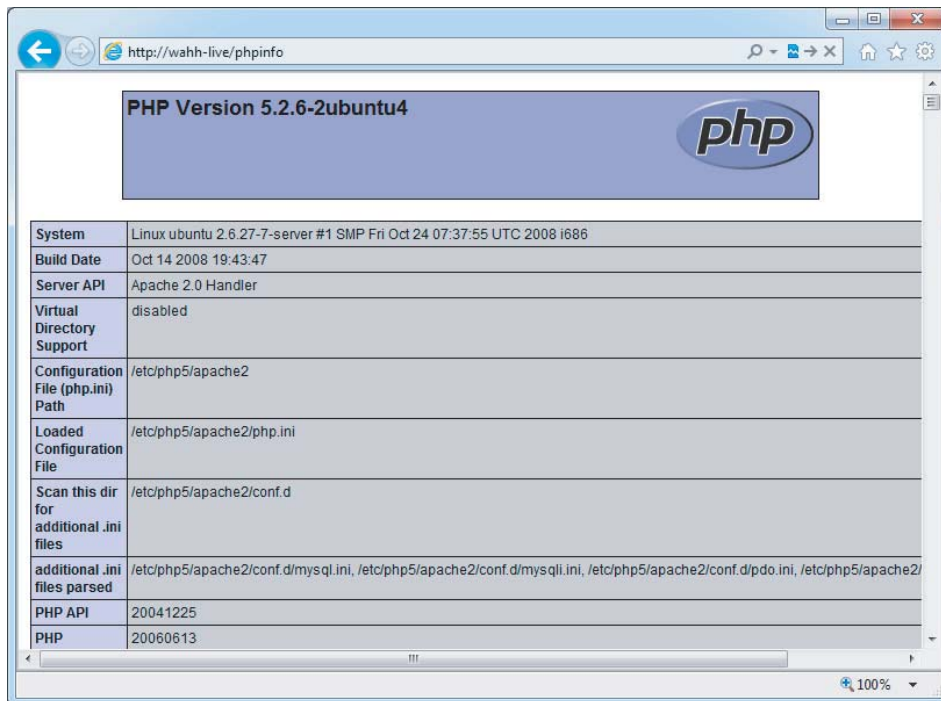 http://wahh-live/phpinfo
PHP Version 5.2.6-2ubuntu4
php
System Linux ubuntu 2.6.27-7-server #1 SMP Fri Oct 24 07:37:55 UTC 2008 i686
Build Date Oct 14 2008 19:43:47
Server API Apache 2.0 Handler
Virtual disabled
Directory
Support
Configuration /etc/php5/apache2
File (php.ini)
Path
Loaded /etc/php5/apache2/php.ini
Configuration
File
Scan this dir /etc/php5/apache2/conf.d
for
additional .ini
files
additional .ini /etc/php5/apache2/conf.d/mysql.ini, /etc/php5/apache2/conf.d/mysqli.ini, /etc/php5/apache2/conf.d/pdo.ini, /etc/php5/apache2/
files parsed
PHP API 20041225
PHP 20060613
100%